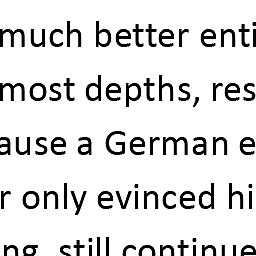 much better enti
most depths, res
ause a German e
r only evinced hi
ng, still continue